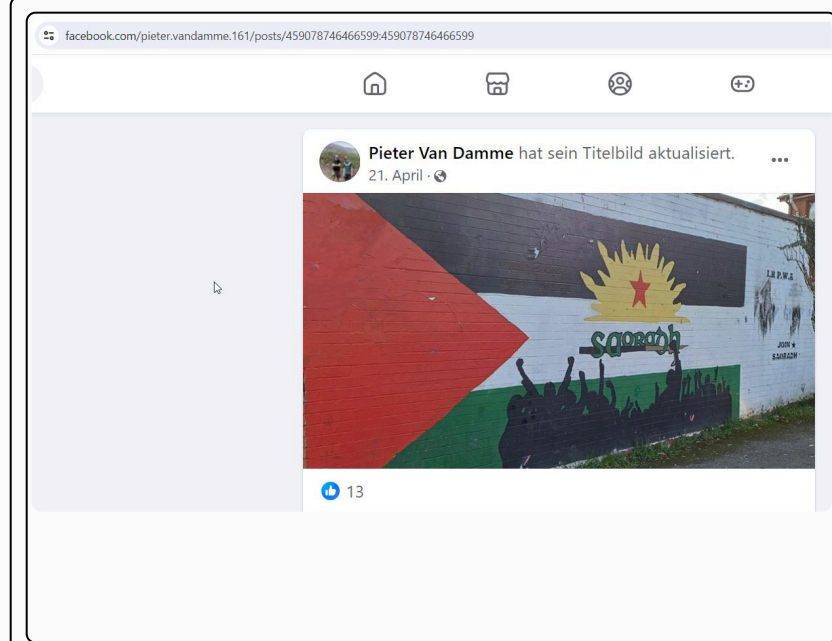 facebook.com/pieter.vandamme.161/posts/459078746466599:459078746466599
Pieter Van Damme hat sein Titelbild aktualisiert.
21. April ·
saoradh
I.R.P.W.A
JOIN
SAORADH
13